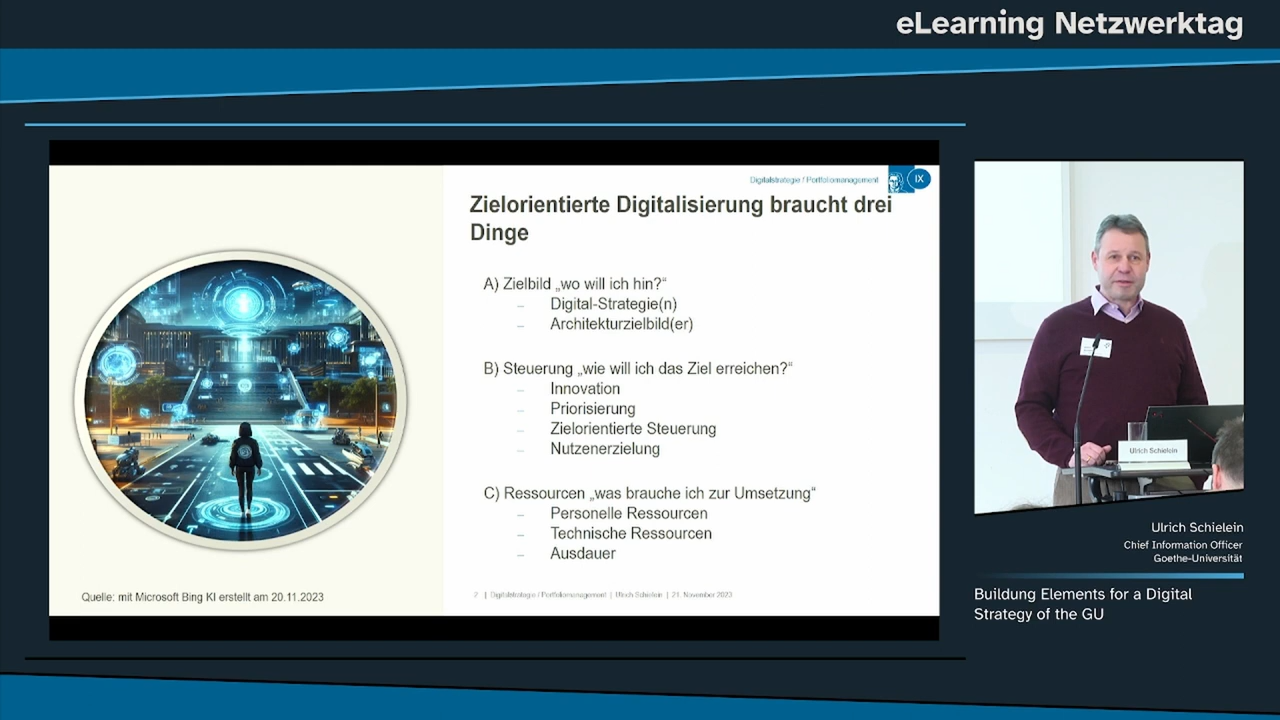 eLearning Netzwerktag
Digitalstrategie / Portfoliomanagement
IX
Zielorientierte Digitalisierung braucht drei
Dinge
A) Zielbild „wo will ich hin?“
– Digital-Strategie(n)
– Architekturzielbild(er)
B) Steuerung „wie will ich das Ziel erreichen?“
– Innovation
– Priorisierung
– Zielorientierte Steuerung
– Nutzenerzielung
C) Ressourcen „was brauche ich zur Umsetzung“
– Personelle Ressourcen
– Technische Ressourcen
– Ausdauer
Quelle: mit Microsoft Bing KI erstellt am 20.11.2023
2 | Digitalstrategie / Portfoliomanagement | Ulrich Schielein | 21. November 2023
Ulrich Schielein
Ulrich Schielein
Chief Information Officer
Goethe-Universität
Buildung Elements for a Digital
Strategy of the GU